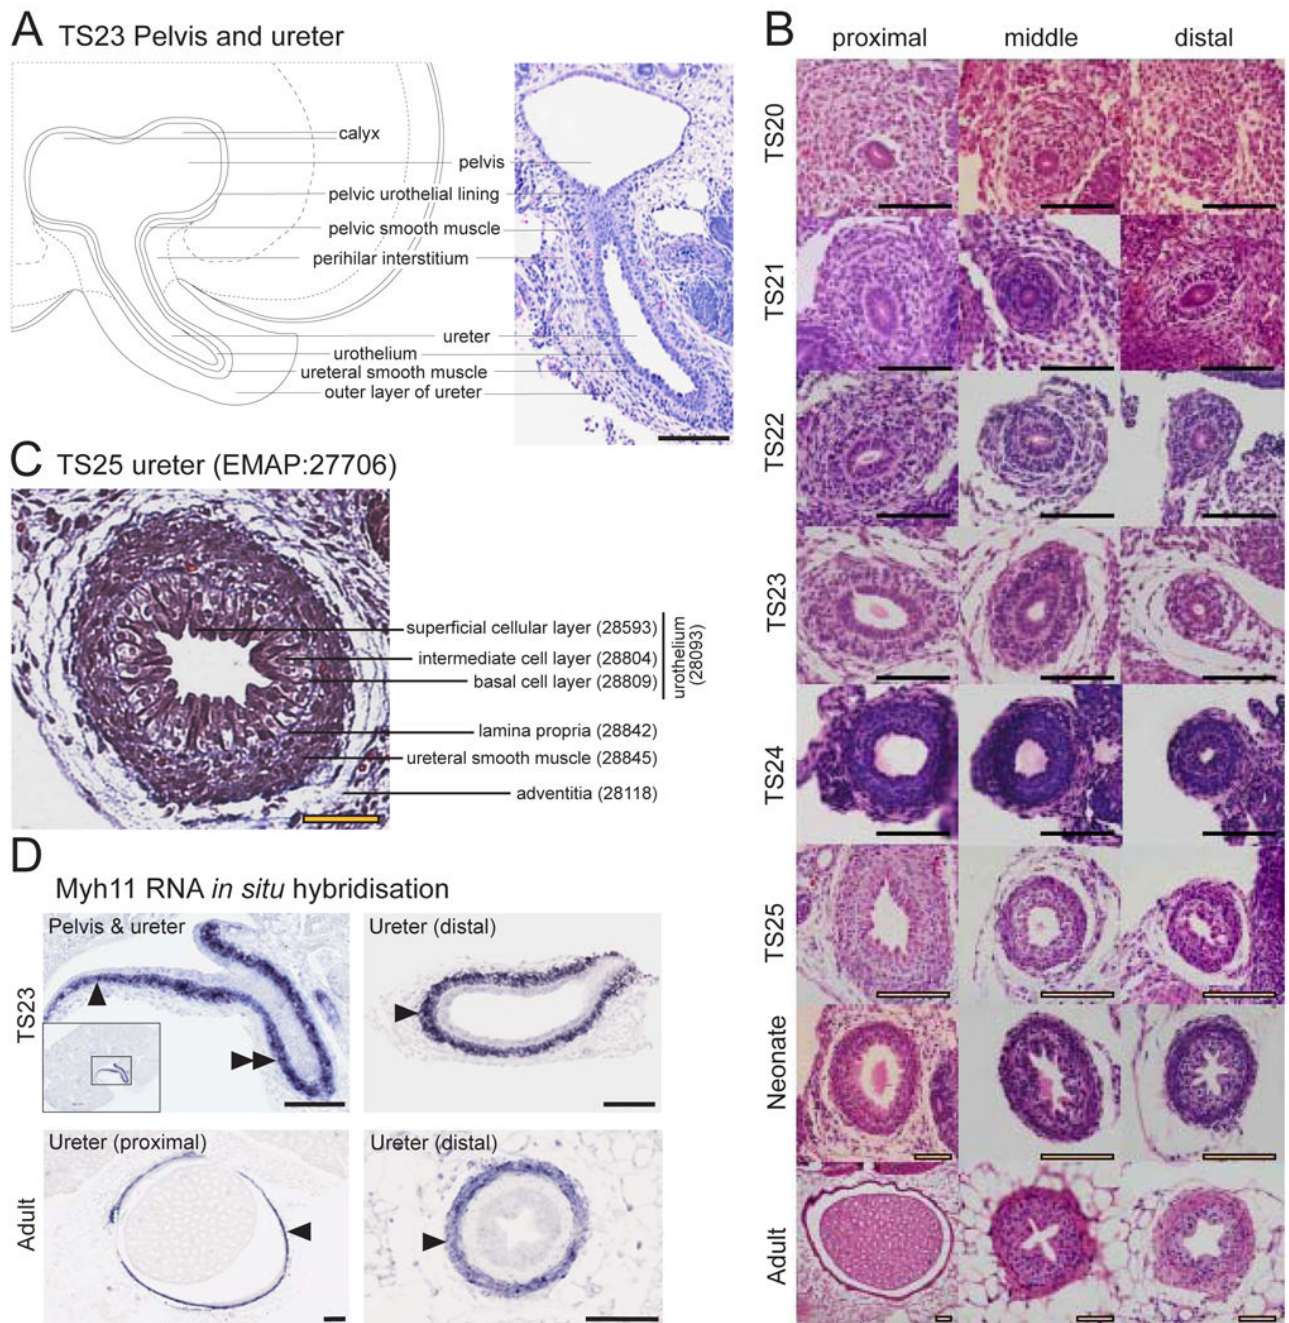 A TS23 Pelvis and ureter
calyx
pelvis
pelvic urothelial lining
pelvic smooth muscle
perihilar interstitium
ureter
urothelium
ureteral smooth muscle
outer layer of ureter
B
proximal middle distal
TS20
TS21
TS22
TS23
TS24
TS25
Neonate
Adult
C TS25 ureter (EMAP:27706)
superficial cellular layer (28593)
intermediate cell layer (28804)
basal cell layer (28809)
urothelium
(28093)
lamina propria (28842)
ureteral smooth muscle (28845)
adventitia (28118)
D
Myh11 RNA in situ hybridisation
TS23
Pelvis & ureter
Ureter (distal)
Adult
Ureter (proximal)
Ureter (distal)